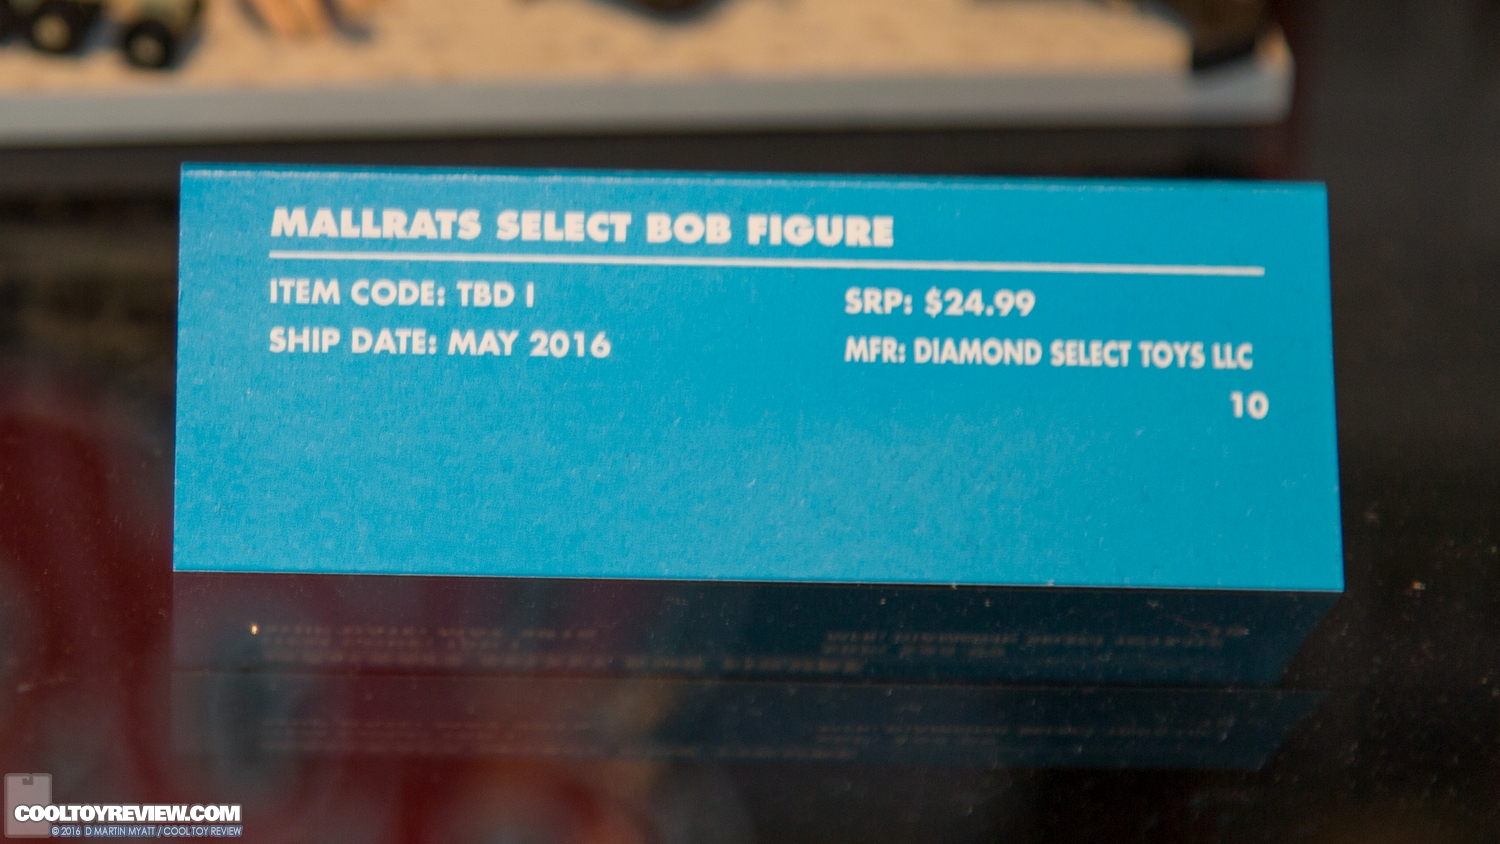 MALLRATS SELECT BOB FIGURE
ITEM CODE: TBD I
SHIP DATE: MAY 2016
SRP: $24.99
MFR: DIAMOND SELECT TOYS LLC
10
COOLTOYREVIEW.COM
© 2016 D MARTIN MYATT / COOL TOY REVIEW